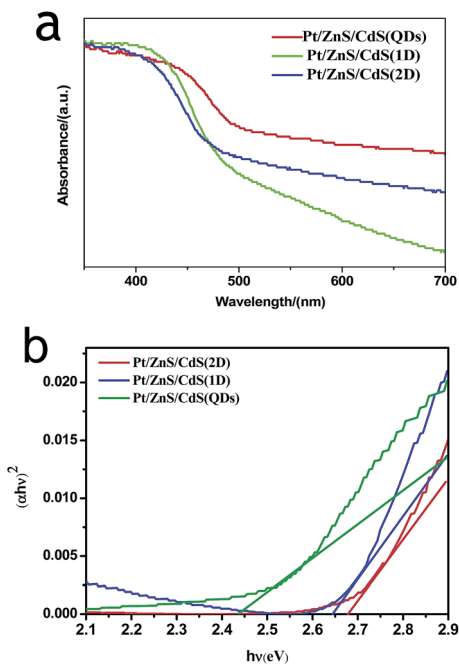 a
Pt/ZnS/CdS(QDs)
Pt/ZnS/CdS(1D)
Pt/ZnS/CdS(2D)
Absorbance/(a.u.)
400 500 600 700
Wavelength/(nm)
b
Pt/ZnS/CdS(2D)
Pt/ZnS/CdS(1D)
Pt/ZnS/CdS(QDs)
(αhν)²
0.020
0.015
0.010
0.005
0.000
2.1 2.2 2.3 2.4 2.5 2.6 2.7 2.8 2.9
hν(eV)